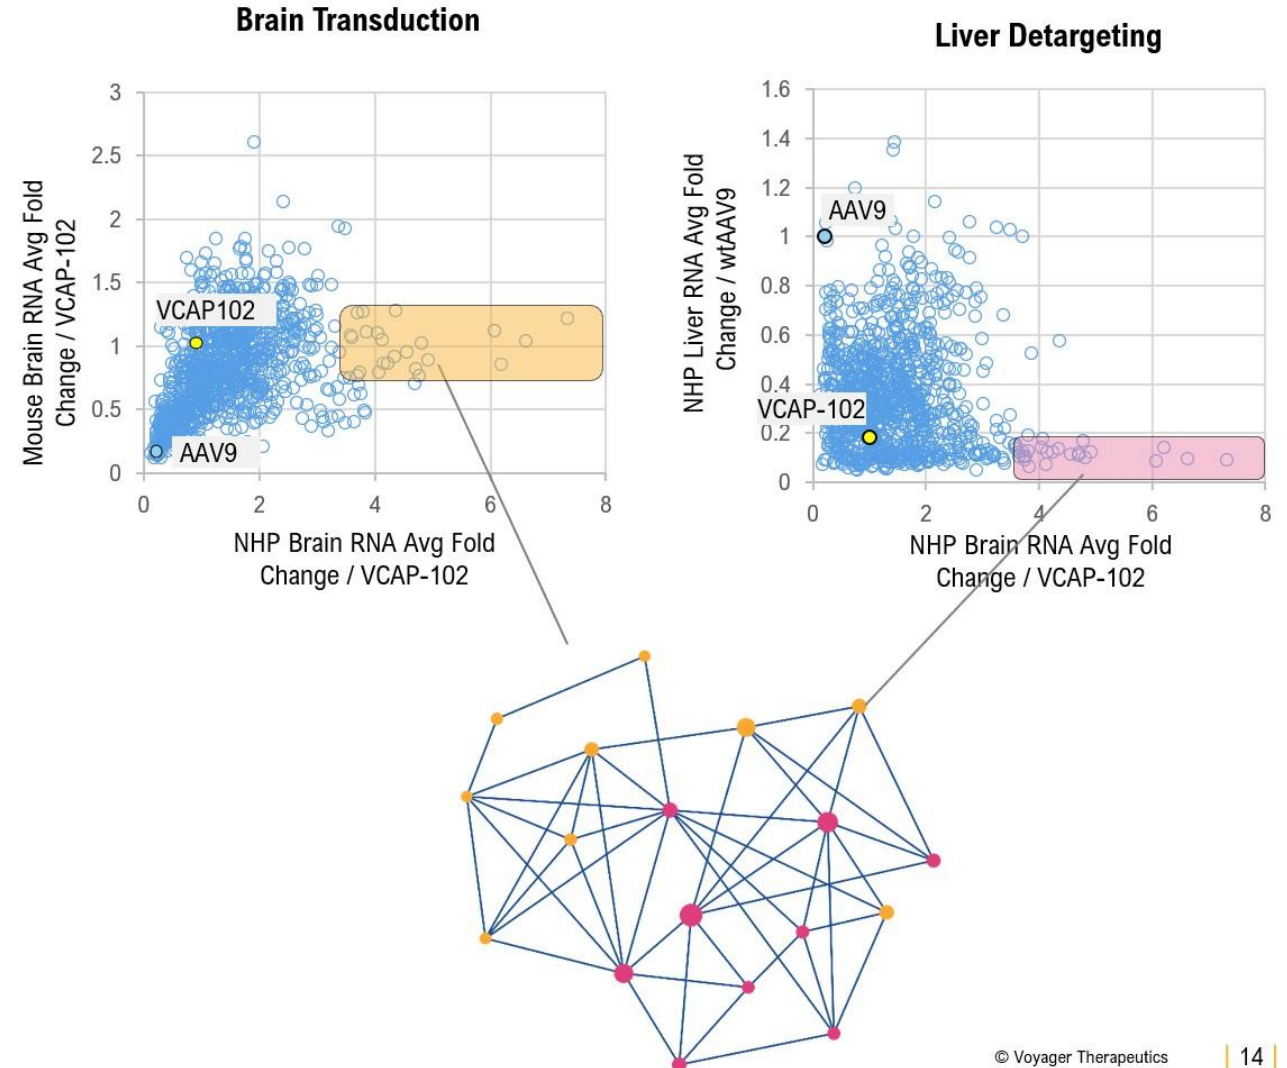 Brain Transduction
Liver Detargeting
Mouse Brain RNA Avg Fold
Change / VCAP-102
3
2.5
2
1.5
1
0.5
0
VCAP102
AAV9
0 2 4 6 8
NHP Brain RNA Avg Fold
Change / VCAP-102
NHP Liver RNA Avg Fold
Change / wtAAV9
1.6
1.4
1.2
1
0.8
0.6
0.4
0.2
0
AAV9
VCAP-102
0 2 4 6 8
NHP Brain RNA Avg Fold
Change / VCAP-102
© Voyager Therapeutics | 14 |